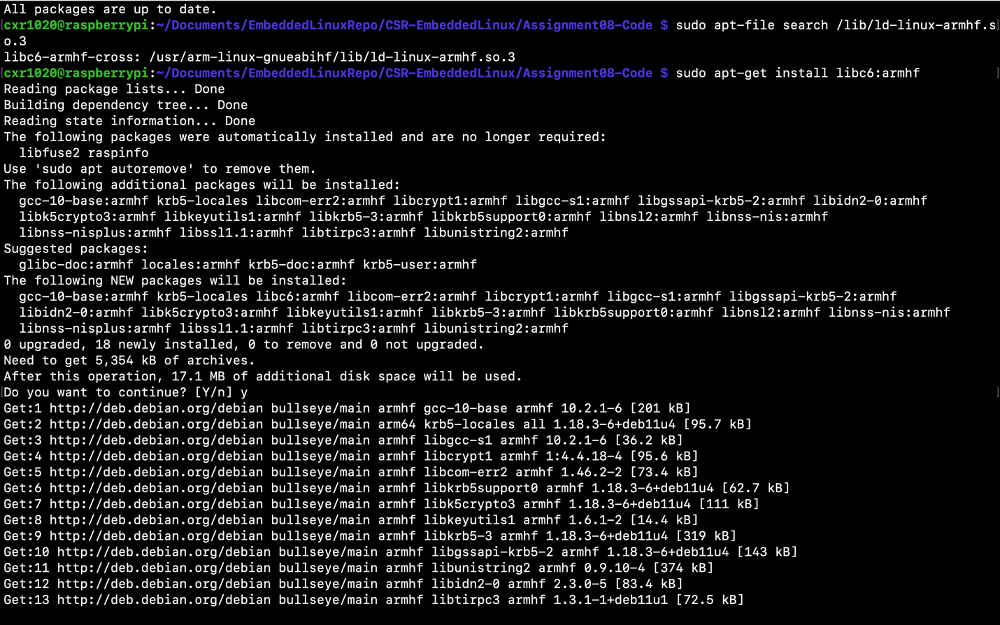 All packages are up to date.
cxr1020@raspberrypi:~/Documents/EmbeddedLinuxRepo/CSR-EmbeddedLinux/Assignment08-Code $ sudo apt-file search /lib/ld-linux-armhf.s
o.3
libc6-armhf-cross: /usr/arm-linux-gnueabihf/lib/ld-linux-armhf.so.3
cxr1020@raspberrypi:~/Documents/EmbeddedLinuxRepo/CSR-EmbeddedLinux/Assignment08-Code $ sudo apt-get install libc6:armhf
Reading package lists... Done
Building dependency tree... Done
Reading state information... Done
The following packages were automatically installed and are no longer required:
  libfuse2 raspinfo
Use 'sudo apt autoremove' to remove them.
The following additional packages will be installed:
  gcc-10-base:armhf krb5-locales libcom-err2:armhf libcrypt1:armhf libgcc-s1:armhf libgssapi-krb5-2:armhf libidn2-0:armhf
  libk5crypto3:armhf libkeyutils1:armhf libkrb5-3:armhf libkrb5support0:armhf libnsl2:armhf libnss-nis:armhf
  libnss-nisplus:armhf libssl1.1:armhf libtirpc3:armhf libunistring2:armhf
Suggested packages:
  glibc-doc:armhf locales:armhf krb5-doc:armhf krb5-user:armhf
The following NEW packages will be installed:
  gcc-10-base:armhf krb5-locales libc6:armhf libcom-err2:armhf libcrypt1:armhf libgcc-s1:armhf libgssapi-krb5-2:armhf
  libidn2-0:armhf libk5crypto3:armhf libkeyutils1:armhf libkrb5-3:armhf libkrb5support0:armhf libnsl2:armhf libnss-nis:armhf
  libnss-nisplus:armhf libssl1.1:armhf libtirpc3:armhf libunistring2:armhf
0 upgraded, 18 newly installed, 0 to remove and 0 not upgraded.
Need to get 5,354 kB of archives.
After this operation, 17.1 MB of additional disk space will be used.
Do you want to continue? [Y/n] y
Get:1 http://deb.debian.org/debian bullseye/main armhf gcc-10-base armhf 10.2.1-6 [201 kB]
Get:2 http://deb.debian.org/debian bullseye/main arm64 krb5-locales all 1.18.3-6+deb11u4 [95.7 kB]
Get:3 http://deb.debian.org/debian bullseye/main armhf libgcc-s1 armhf 10.2.1-6 [36.2 kB]
Get:4 http://deb.debian.org/debian bullseye/main armhf libcrypt1 armhf 1:4.4.18-4 [95.6 kB]
Get:5 http://deb.debian.org/debian bullseye/main armhf libcom-err2 armhf 1.46.2-2 [73.4 kB]
Get:6 http://deb.debian.org/debian bullseye/main armhf libkrb5support0 armhf 1.18.3-6+deb11u4 [62.7 kB]
Get:7 http://deb.debian.org/debian bullseye/main armhf libk5crypto3 armhf 1.18.3-6+deb11u4 [111 kB]
Get:8 http://deb.debian.org/debian bullseye/main armhf libkeyutils1 armhf 1.6.1-2 [14.4 kB]
Get:9 http://deb.debian.org/debian bullseye/main armhf libkrb5-3 armhf 1.18.3-6+deb11u4 [319 kB]
Get:10 http://deb.debian.org/debian bullseye/main armhf libgssapi-krb5-2 armhf 1.18.3-6+deb11u4 [143 kB]
Get:11 http://deb.debian.org/debian bullseye/main armhf libunistring2 armhf 0.9.10-4 [374 kB]
Get:12 http://deb.debian.org/debian bullseye/main armhf libidn2-0 armhf 2.3.0-5 [83.4 kB]
Get:13 http://deb.debian.org/debian bullseye/main armhf libtirpc3 armhf 1.3.1-1+deb11u1 [72.5 kB]